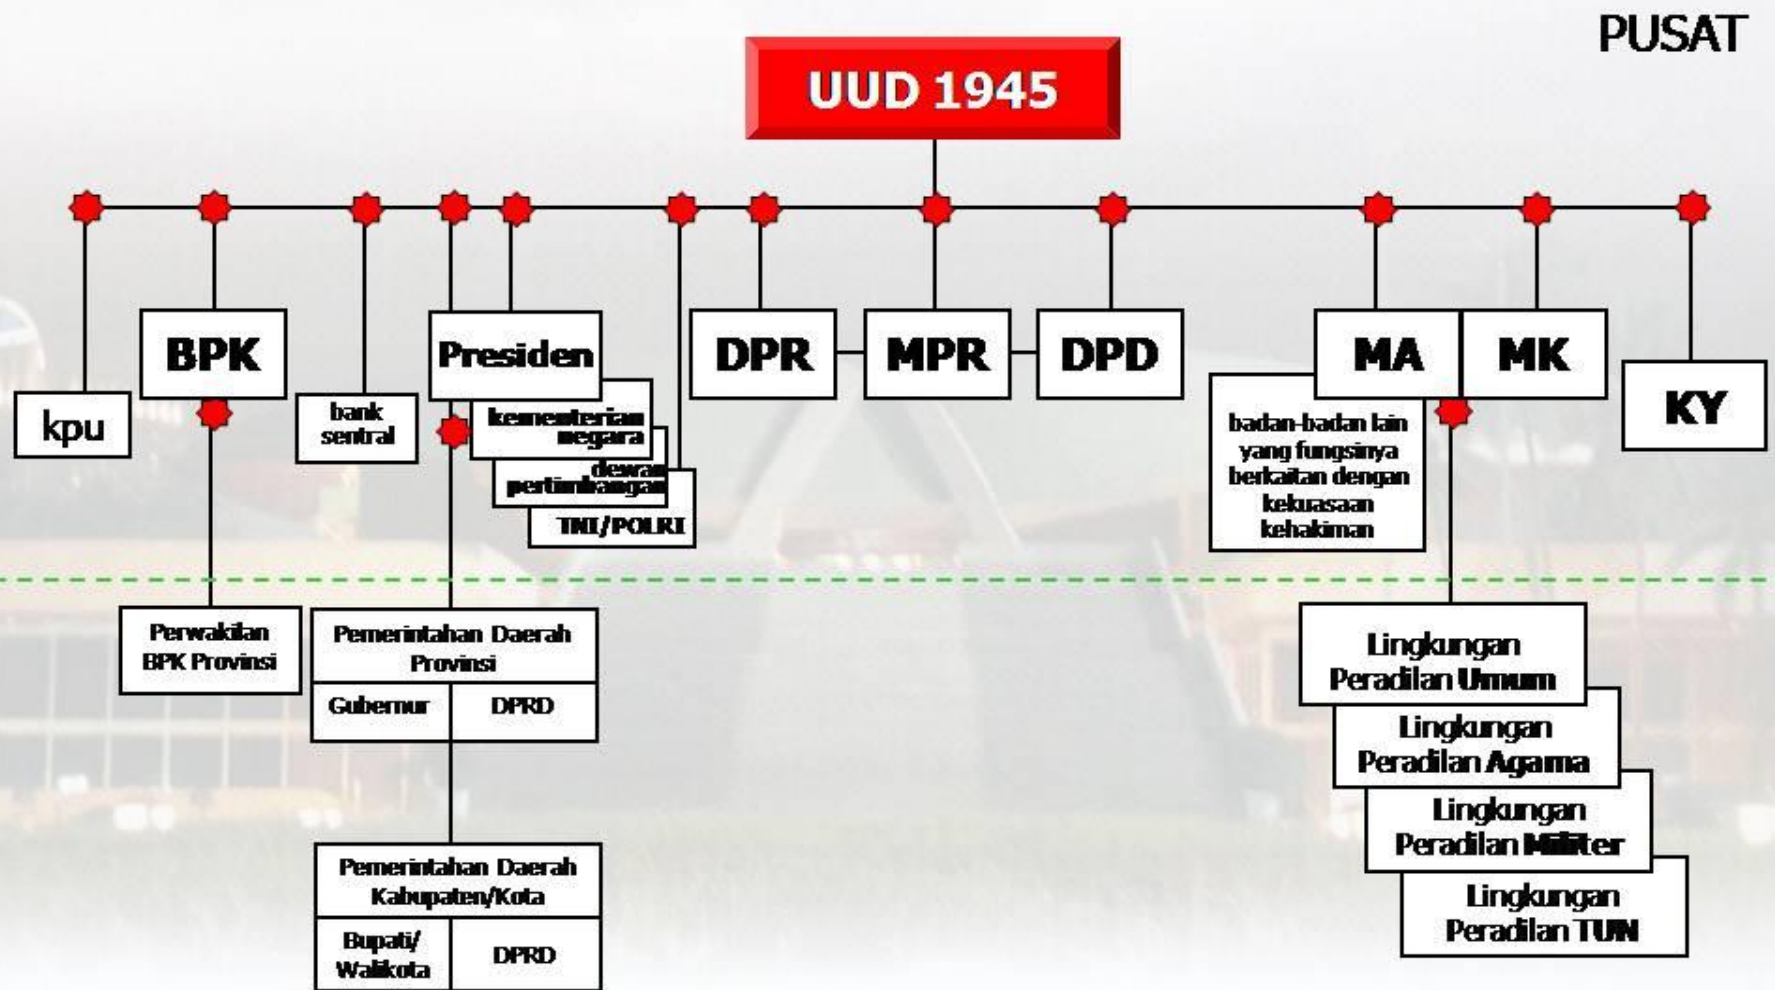 PUSAT
UUD 1945
kpu
BPK
bank
sentral
Presiden
kementerian
negara
dewan
pertimbangan
TNI/POLRI
DPR
MPR
DPD
MA
MK
KY
badan-badan lain
yang fungsinya
berkaitan dengan
kekuasaan
kehakiman
Perwakilan
BPK Provinsi
Pemerintahan Daerah
Provinsi
Gubernur
DPRD
Pemerintahan Daerah
Kabupaten/Kota
Bupati/
Walikota
DPRD
Lingkungan
Peradilan Umum
Lingkungan
Peradilan Agama
Lingkungan
Peradilan Militer
Lingkungan
Peradilan TUN